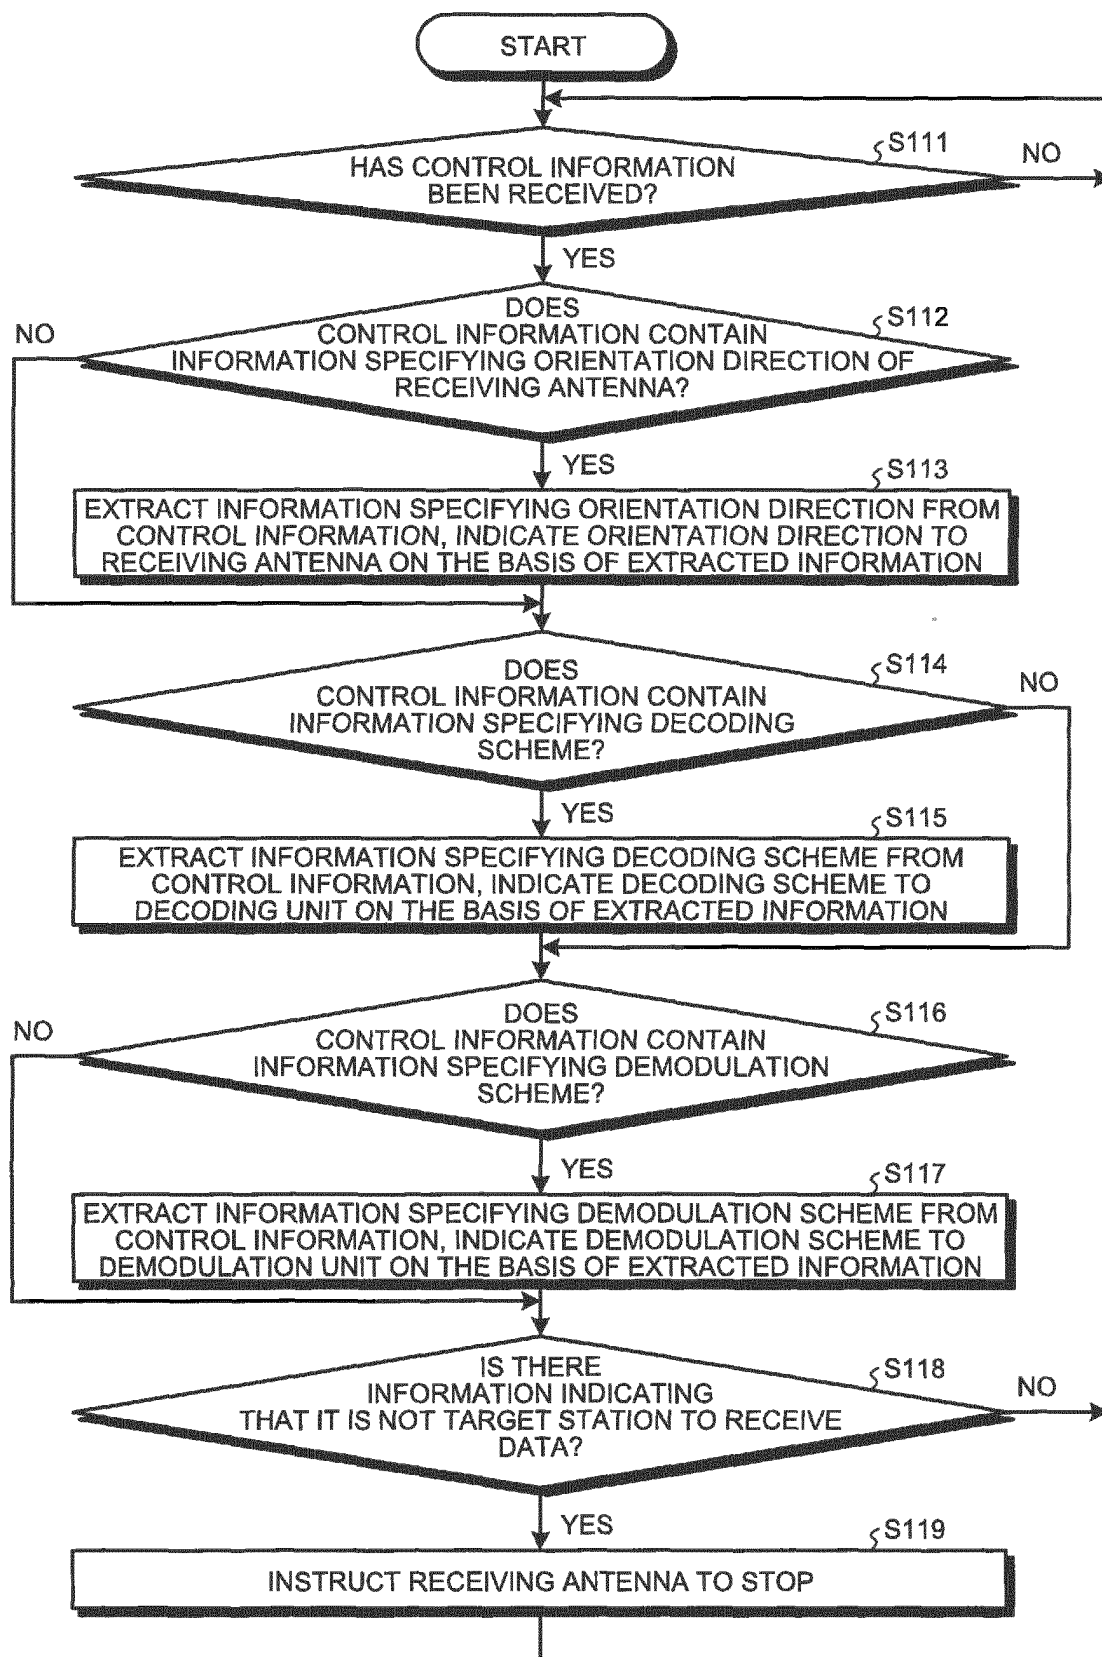 START
S111
HAS CONTROL INFORMATION
BEEN RECEIVED?
NO
YES
S112
DOES
CONTROL INFORMATION CONTAIN
INFORMATION SPECIFYING ORIENTATION DIRECTION OF
RECEIVING ANTENNA?
NO
YES
S113
EXTRACT INFORMATION SPECIFYING ORIENTATION DIRECTION FROM
CONTROL INFORMATION, INDICATE ORIENTATION DIRECTION TO
RECEIVING ANTENNA ON THE BASIS OF EXTRACTED INFORMATION
S114
DOES
CONTROL INFORMATION CONTAIN
INFORMATION SPECIFYING DECODING
SCHEME?
NO
YES
S115
EXTRACT INFORMATION SPECIFYING DECODING SCHEME FROM
CONTROL INFORMATION, INDICATE DECODING SCHEME TO
DECODING UNIT ON THE BASIS OF EXTRACTED INFORMATION
S116
DOES
CONTROL INFORMATION CONTAIN
INFORMATION SPECIFYING DEMODULATION
SCHEME?
NO
YES
S117
EXTRACT INFORMATION SPECIFYING DEMODULATION SCHEME FROM
CONTROL INFORMATION, INDICATE DEMODULATION SCHEME TO
DEMODULATION UNIT ON THE BASIS OF EXTRACTED INFORMATION
S118
IS THERE
INFORMATION INDICATING
THAT IT IS NOT TARGET STATION TO RECEIVE
DATA?
NO
YES
S119
INSTRUCT RECEIVING ANTENNA TO STOP